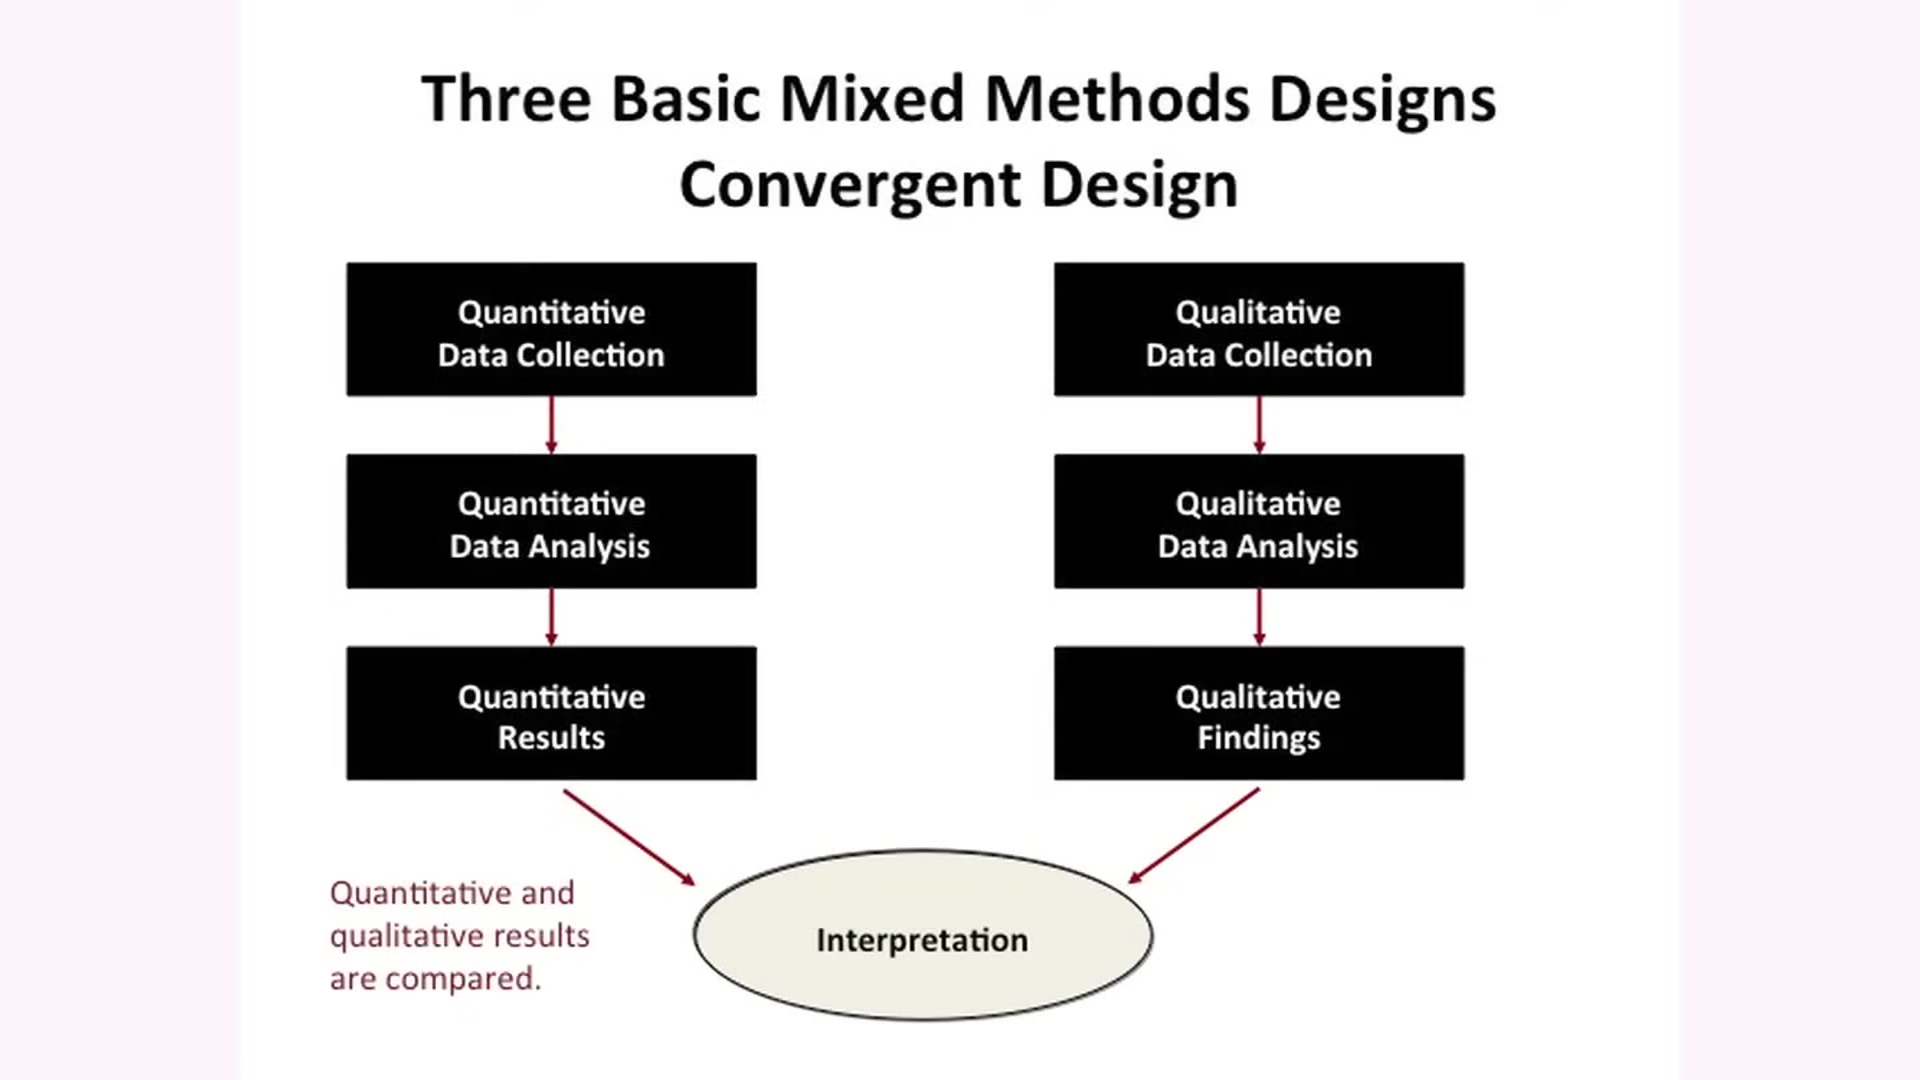 Three Basic Mixed Methods Designs
Convergent Design
Quantitative
Data Collection
Qualitative
Data Collection
Quantitative
Data Analysis
Qualitative
Data Analysis
Quantitative
Results
Qualitative
Findings
Quantitative and
qualitative results
are compared.
Interpretation